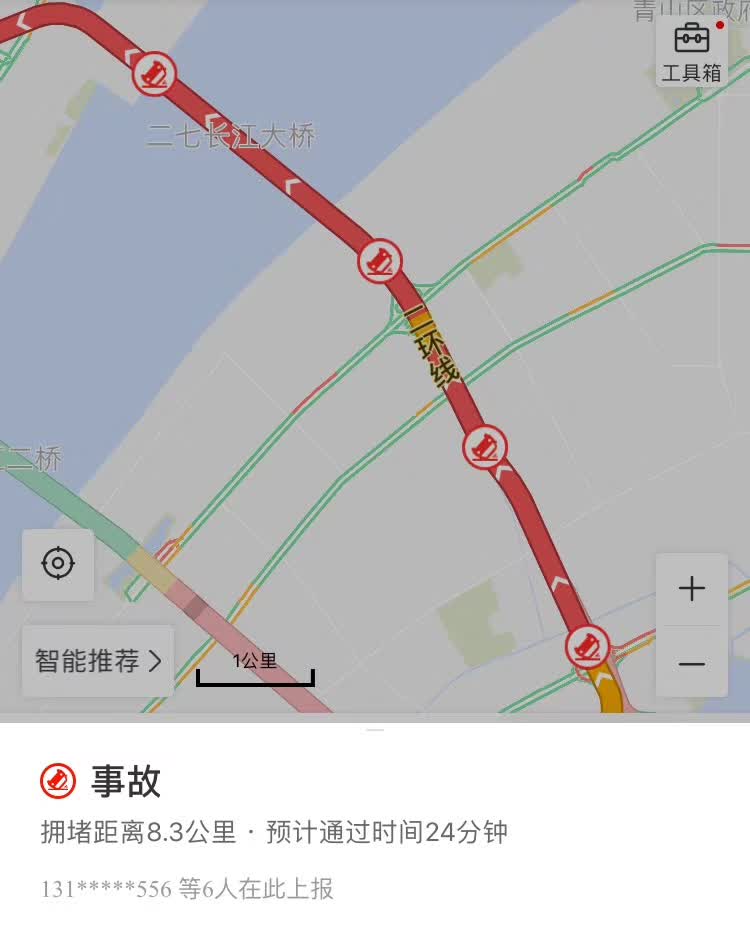 青山区政府
工具箱
二七长江大桥
二环线
二桥
智能推荐
1公里
事故
拥堵距离8.3公里 · 预计通过时间24分钟
131*****556 等6人在此上报